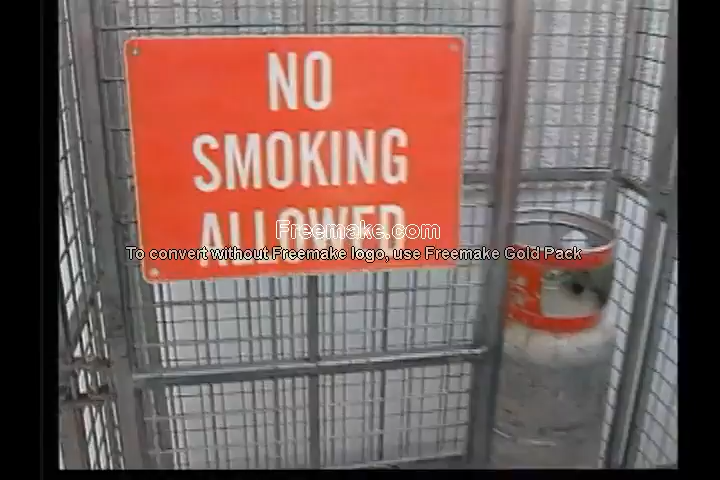 NO
SMOKING
ALLOWED
Freemake.com
To convert without Freemake logo, use Freemake Gold Pack